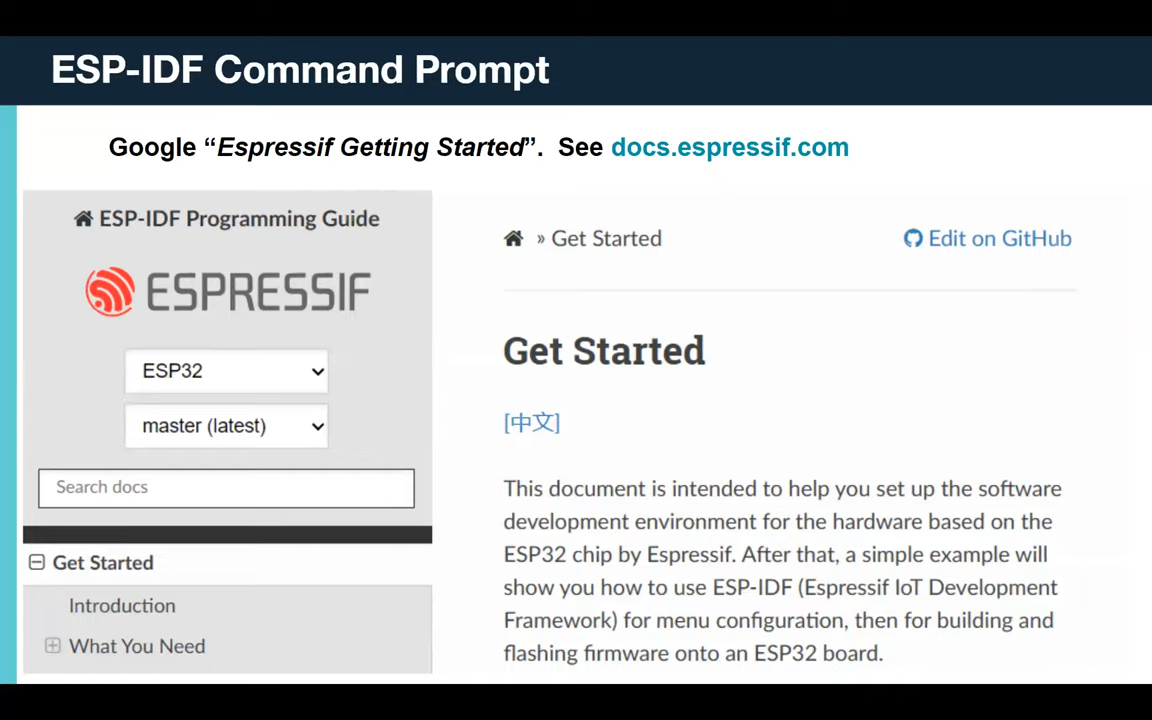 ESP-IDF Command Prompt
Google “Espressif Getting Started”. See docs.espressif.com
ESP-IDF Programming Guide
ESPRESSIF
ESP32
master (latest)
Search docs
Get Started
Introduction
What You Need
» Get Started
Edit on GitHub
Get Started
[中文]
This document is intended to help you set up the software
development environment for the hardware based on the
ESP32 chip by Espressif. After that, a simple example will
show you how to use ESP-IDF (Espressif IoT Development
Framework) for menu configuration, then for building and
flashing firmware onto an ESP32 board.